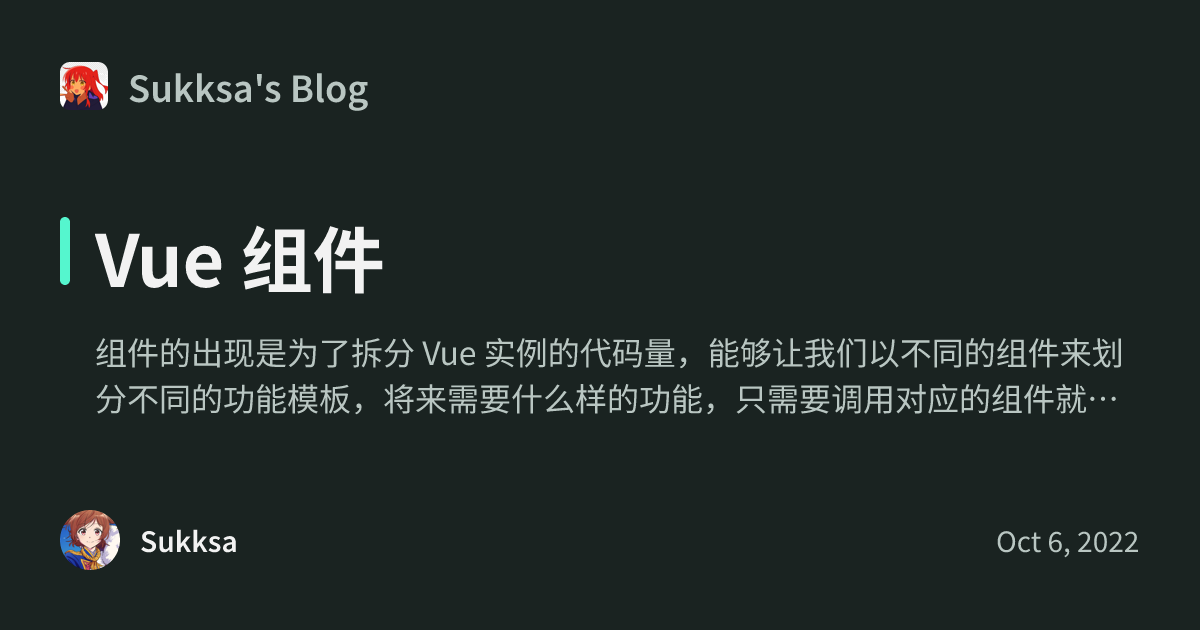 Sukksa's Blog
Vue 组件
组件的出现是为了拆分 Vue 实例的代码量，能够让我们以不同的组件来划
分不同的功能模板，将来需要什么样的功能，只需要调用对应的组件就…
Sukksa
Oct 6, 2022